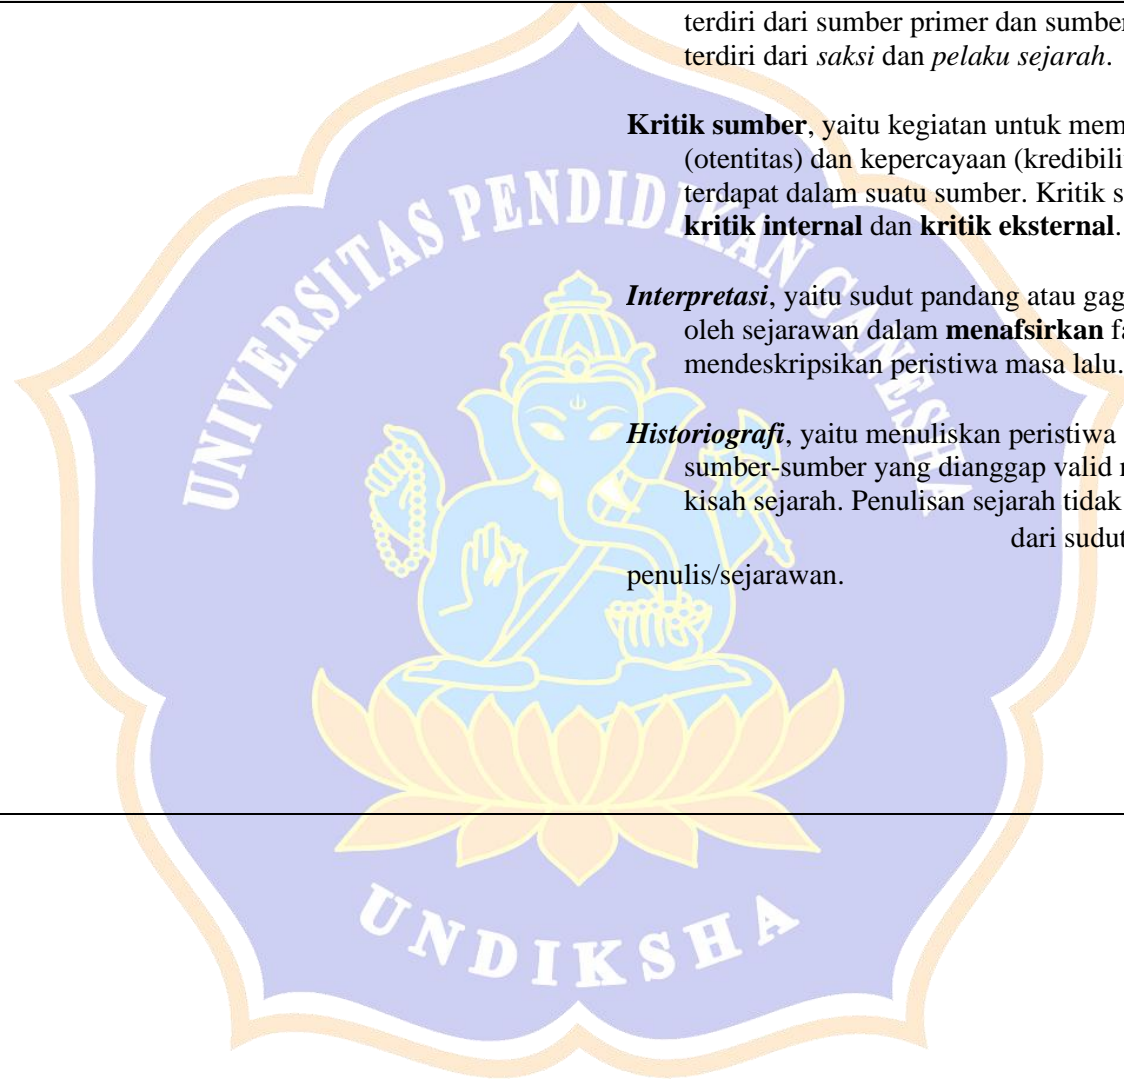 terdiri dari sumber primer dan sumber
terdiri dari saksi dan pelaku sejarah.
Kritik sumber, yaitu kegiatan untuk mem
(otentitas) dan kepercayaan (kredibili
terdapat dalam suatu sumber. Kritik s
kritik internal dan kritik eksternal.
Interpretasi, yaitu sudut pandang atau gag
oleh sejarawan dalam menafsirkan fa
mendeskripsikan peristiwa masa lalu.
Historiografi, yaitu menuliskan peristiwa
sumber-sumber yang dianggap valid
kisah sejarah. Penulisan sejarah tidak
dari sudut
penulis/sejarawan.
UNIVERSITAS PENDIDIKAN GANESHA
UNDIKSHA